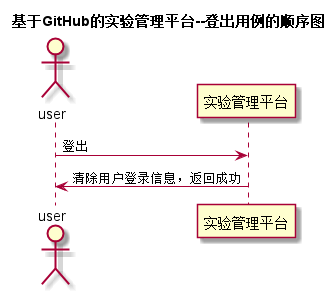 基于GitHub的实验管理平台--登出用例的顺序图
user
实验管理平台
登出
清除用户登录信息，返回成功
user
实验管理平台